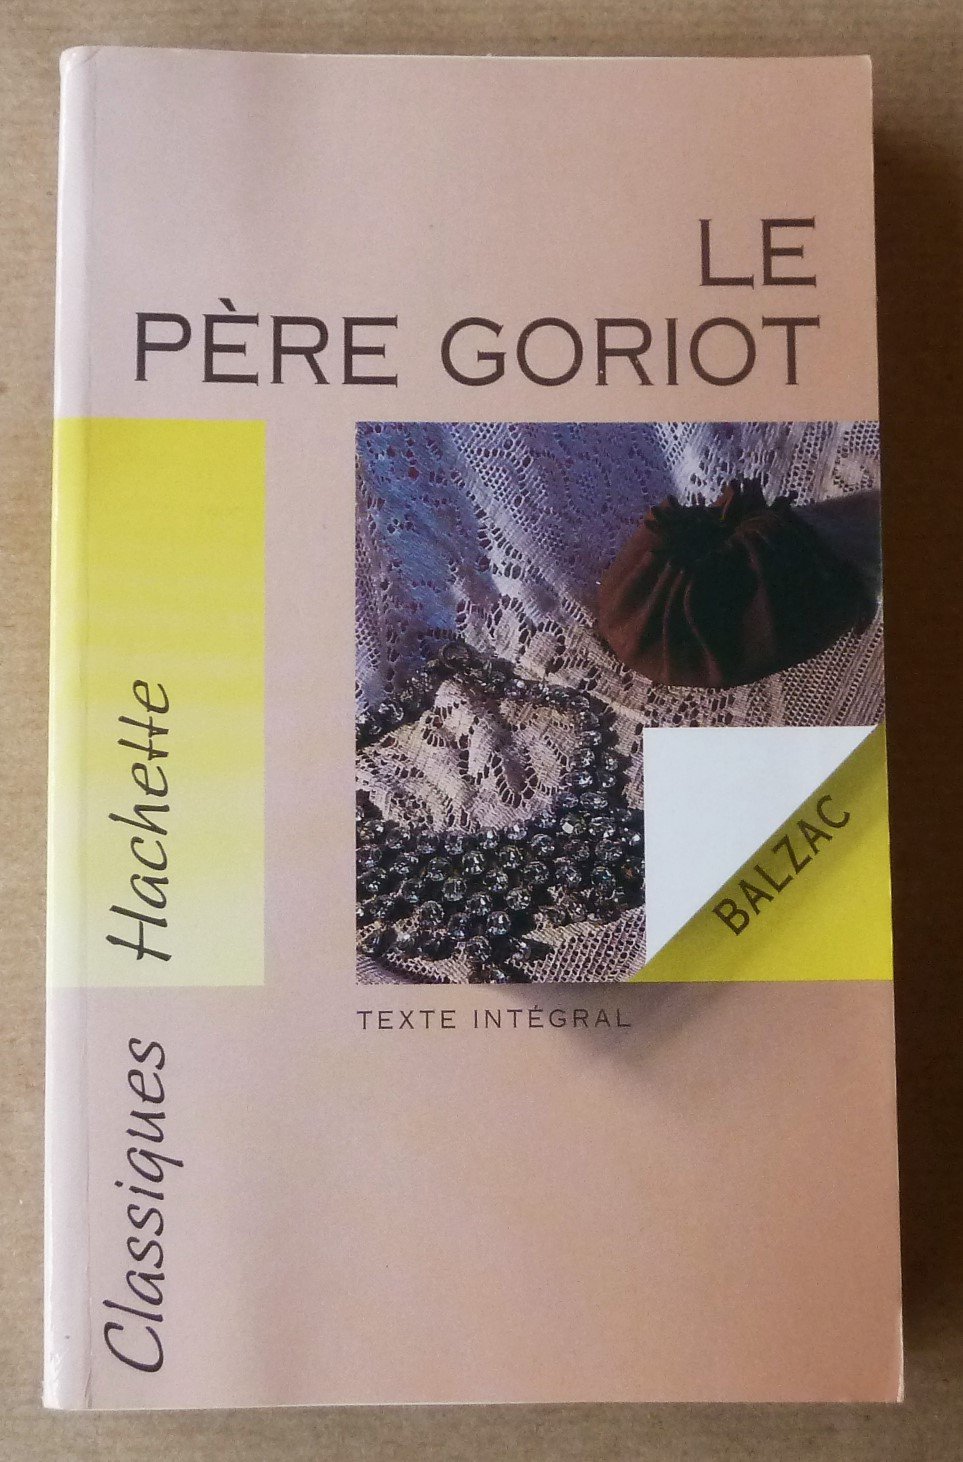 LE
PÈRE GORIOT
BALZAC
TEXTE INTÉGRAL
Classiques Hachette